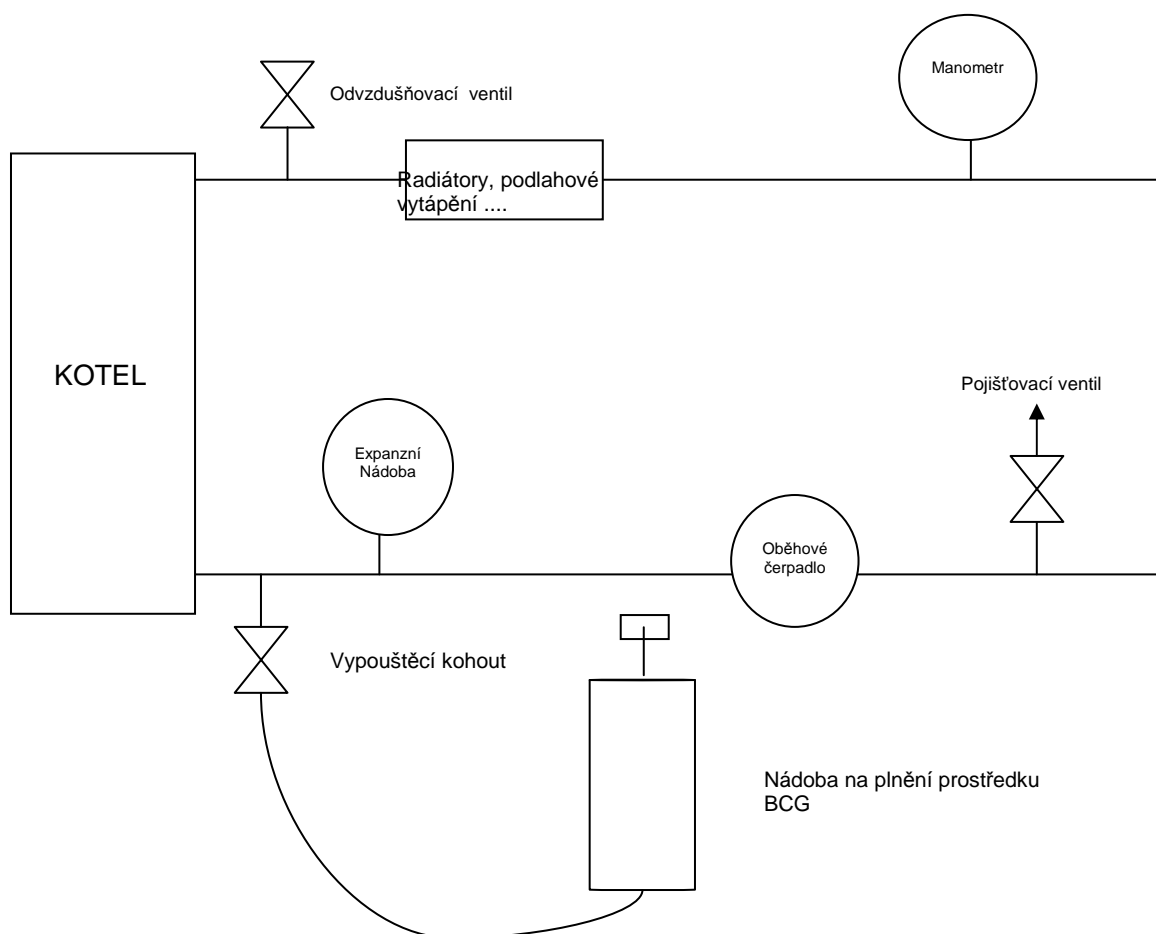 Manometr
Odvzdušňovací ventil
Radiátory, podlahové
vytápění ....
KOTEL
Pojišťovací ventil
Expanzní
Nádoba
Oběhové
čerpadlo
Vypouštěcí kohout
Nádoba na plnění prostředku
BCG